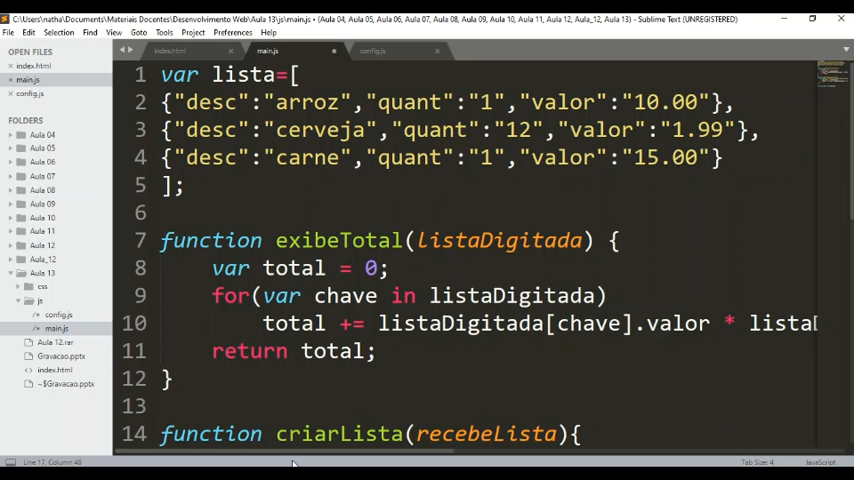 C:\Users\natha\Documents\Materiais Docentes\Desenvolvimento Web\Aula 13\js\main.js • (Aula 04, Aula 05, Aula 06, Aula 07, Aula 08, Aula 09, Aula 10, Aula 11, Aula 12, Aula_12, Aula 13) - Sublime Text (UNREGISTERED)
File Edit Selection Find View Goto Tools Project Preferences Help
OPEN FILES
index.html
main.js
config.js
FOLDERS
Aula 04
Aula 05
Aula 06
Aula 07
Aula 08
Aula 09
Aula 10
Aula 11
Aula 12
Aula_12
Aula 13
css
js
/* config.js
/* main.js
Aula 12.rar
Gravacao.pptx
<> index.html
~$Gravacao.pptx
index.html × main.js • config.js ×
1 var lista=[
2 {"desc":"arroz","quant":"1","valor":"10.00"},
3 {"desc":"cerveja","quant":"12","valor":"1.99"},
4 {"desc":"carne","quant":"1","valor":"15.00"}
5 ];
6
7 function exibeTotal(listaDigitada) {
8 var total = 0;
9 for(var chave in listaDigitada)
10 total += listaDigitada[chave].valor * lista
11 return total;
12 }
13
14 function criarLista(recebeLista){
Line 17, Column 48 Tab Size: 4 JavaScript